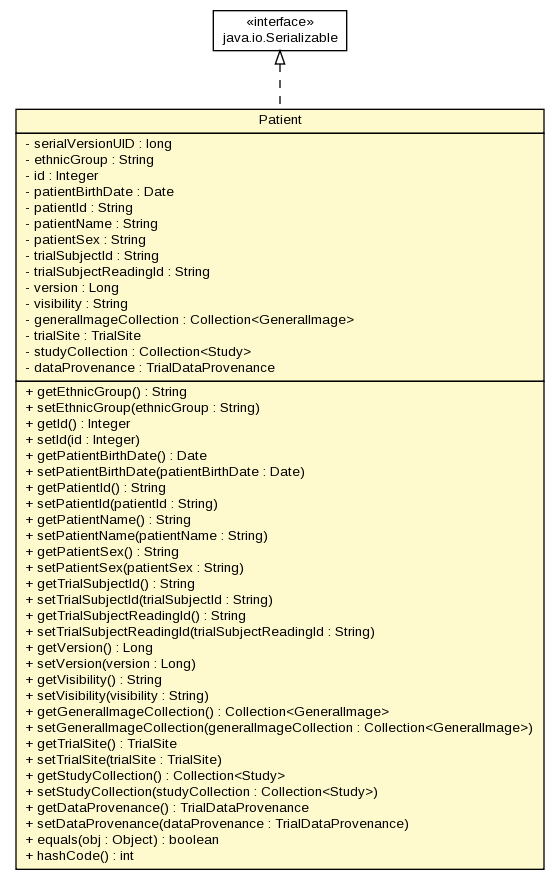 «interface»
java.io.Serializable
Patient
- serialVersionUID : long
- ethnicGroup : String
- id : Integer
- patientBirthDate : Date
- patientId : String
- patientName : String
- patientSex : String
- trialSubjectId : String
- trialSubjectReadingId : String
- version : Long
- visibility : String
- generalImageCollection : Collection<GeneralImage>
- trialSite : TrialSite
- studyCollection : Collection<Study>
- dataProvenance : TrialDataProvenance
+ getEthnicGroup() : String
+ setEthnicGroup(ethnicGroup : String)
+ getId() : Integer
+ setId(id : Integer)
+ getPatientBirthDate() : Date
+ setPatientBirthDate(patientBirthDate : Date)
+ getPatientId() : String
+ setPatientId(patientId : String)
+ getPatientName() : String
+ setPatientName(patientName : String)
+ getPatientSex() : String
+ setPatientSex(patientSex : String)
+ getTrialSubjectId() : String
+ setTrialSubjectId(trialSubjectId : String)
+ getTrialSubjectReadingId() : String
+ setTrialSubjectReadingId(trialSubjectReadingId : String)
+ getVersion() : Long
+ setVersion(version : Long)
+ getVisibility() : String
+ setVisibility(visibility : String)
+ getGeneralImageCollection() : Collection<GeneralImage>
+ setGeneralImageCollection(generalImageCollection : Collection<GeneralImage>)
+ getTrialSite() : TrialSite
+ setTrialSite(trialSite : TrialSite)
+ getStudyCollection() : Collection<Study>
+ setStudyCollection(studyCollection : Collection<Study>)
+ getDataProvenance() : TrialDataProvenance
+ setDataProvenance(dataProvenance : TrialDataProvenance)
+ equals(obj : Object) : boolean
+ hashCode() : int